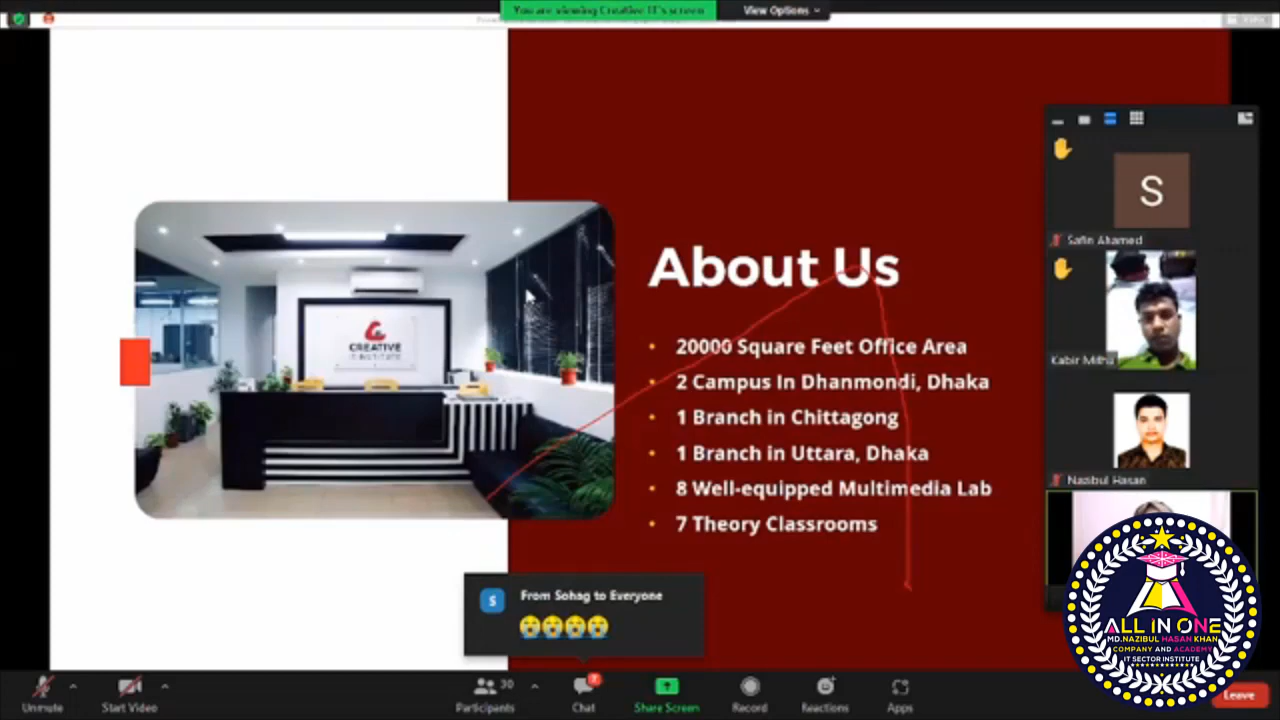 You are viewing Creative IT's screen
View Options
About Us
• 20000 Square Feet Office Area
• 2 Campus In Dhanmondi, Dhaka
• 1 Branch in Chittagong
• 1 Branch in Uttara, Dhaka
• 8 Well-equipped Multimedia Lab
• 7 Theory Classrooms
CREATIVE
IT INSTITUTE
S
Safin Ahamed
Kabir Mitha
Nazibul Hasan
S
From Sohag to Everyone
😭😭😭😭
ALL IN ONE
MD.NAZIBUL HASAN KHAN
COMPANY AND ACADEMY
IT SECTOR INSTITUTE
Unmute
Start Video
30
Participants
7
Chat
Share Screen
Record
Reactions
Apps
Leave